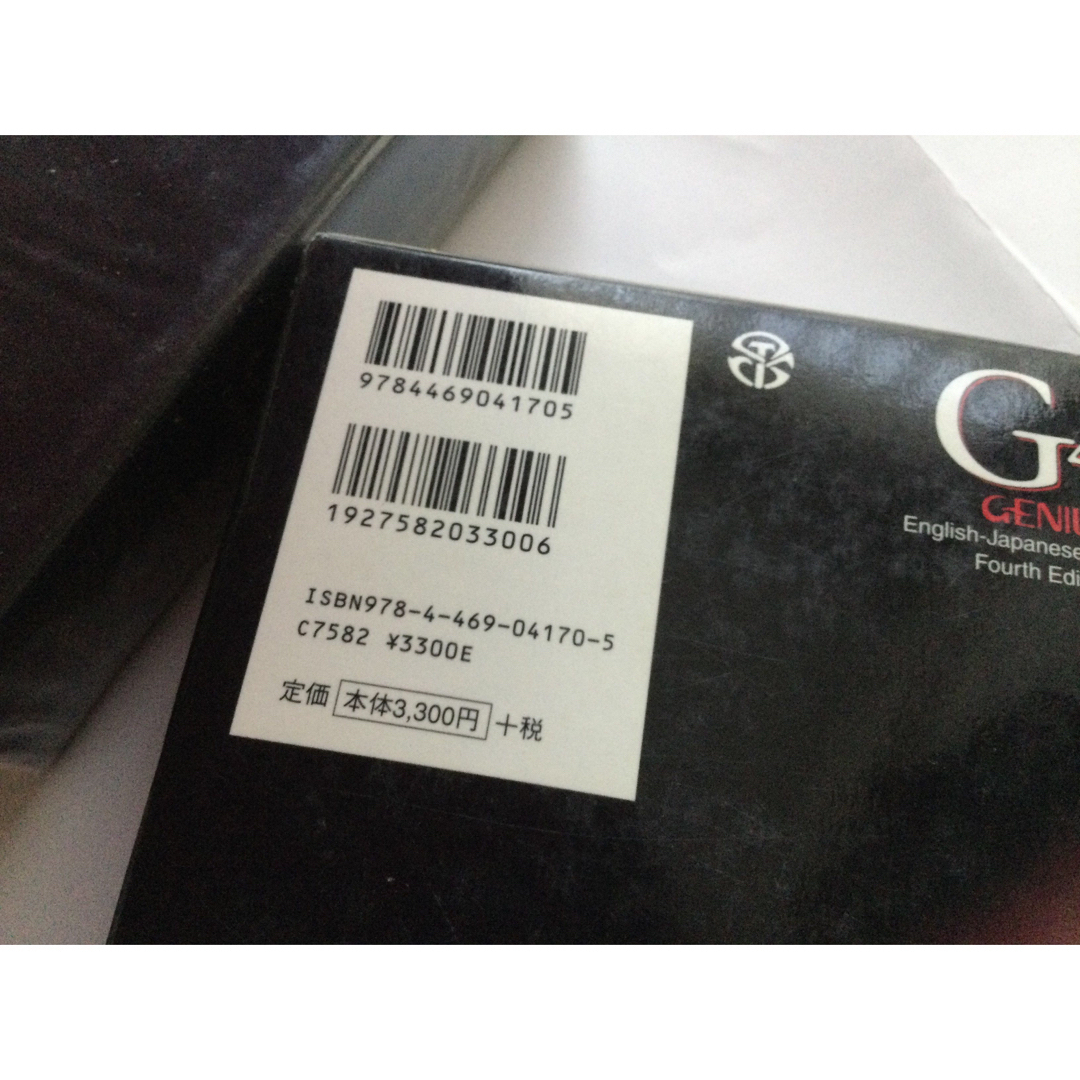 9784469041705
1927582033006
ISBN978-4-469-04170-5
C7582 ¥3300E
定価 本体3,300円 +税
G4
English-Japanese
Fourth